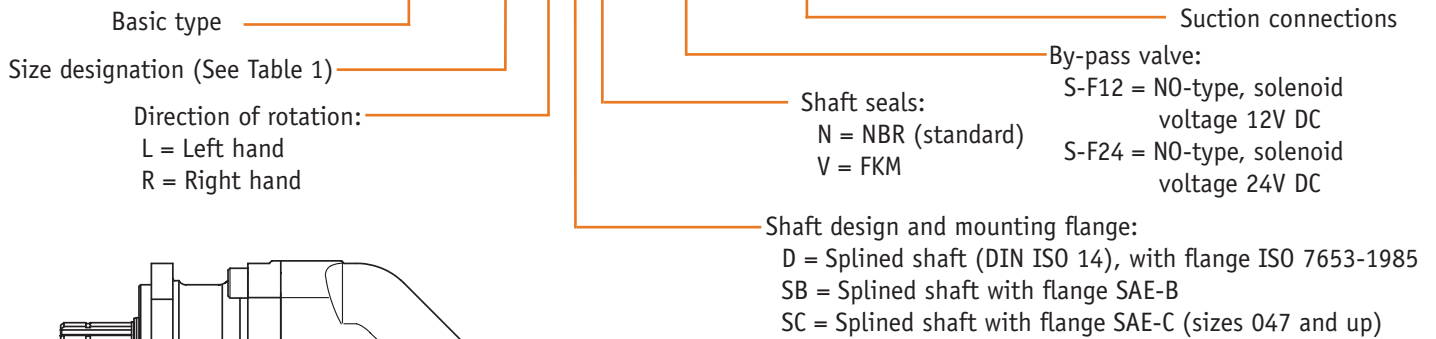 Basic type
Size designation (See Table 1)
Direction of rotation:
L = Left hand
R = Right hand
Suction connections
By-pass valve:
S-F12 = NO-type, solenoid
voltage 12V DC
S-F24 = NO-type, solenoid
voltage 24V DC
Shaft seals:
N = NBR (standard)
V = FKM
Shaft design and mounting flange:
D = Splined shaft (DIN ISO 14), with flange ISO 7653-1985
SB = Splined shaft with flange SAE-B
SC = Splined shaft with flange SAE-C (sizes 047 and up)